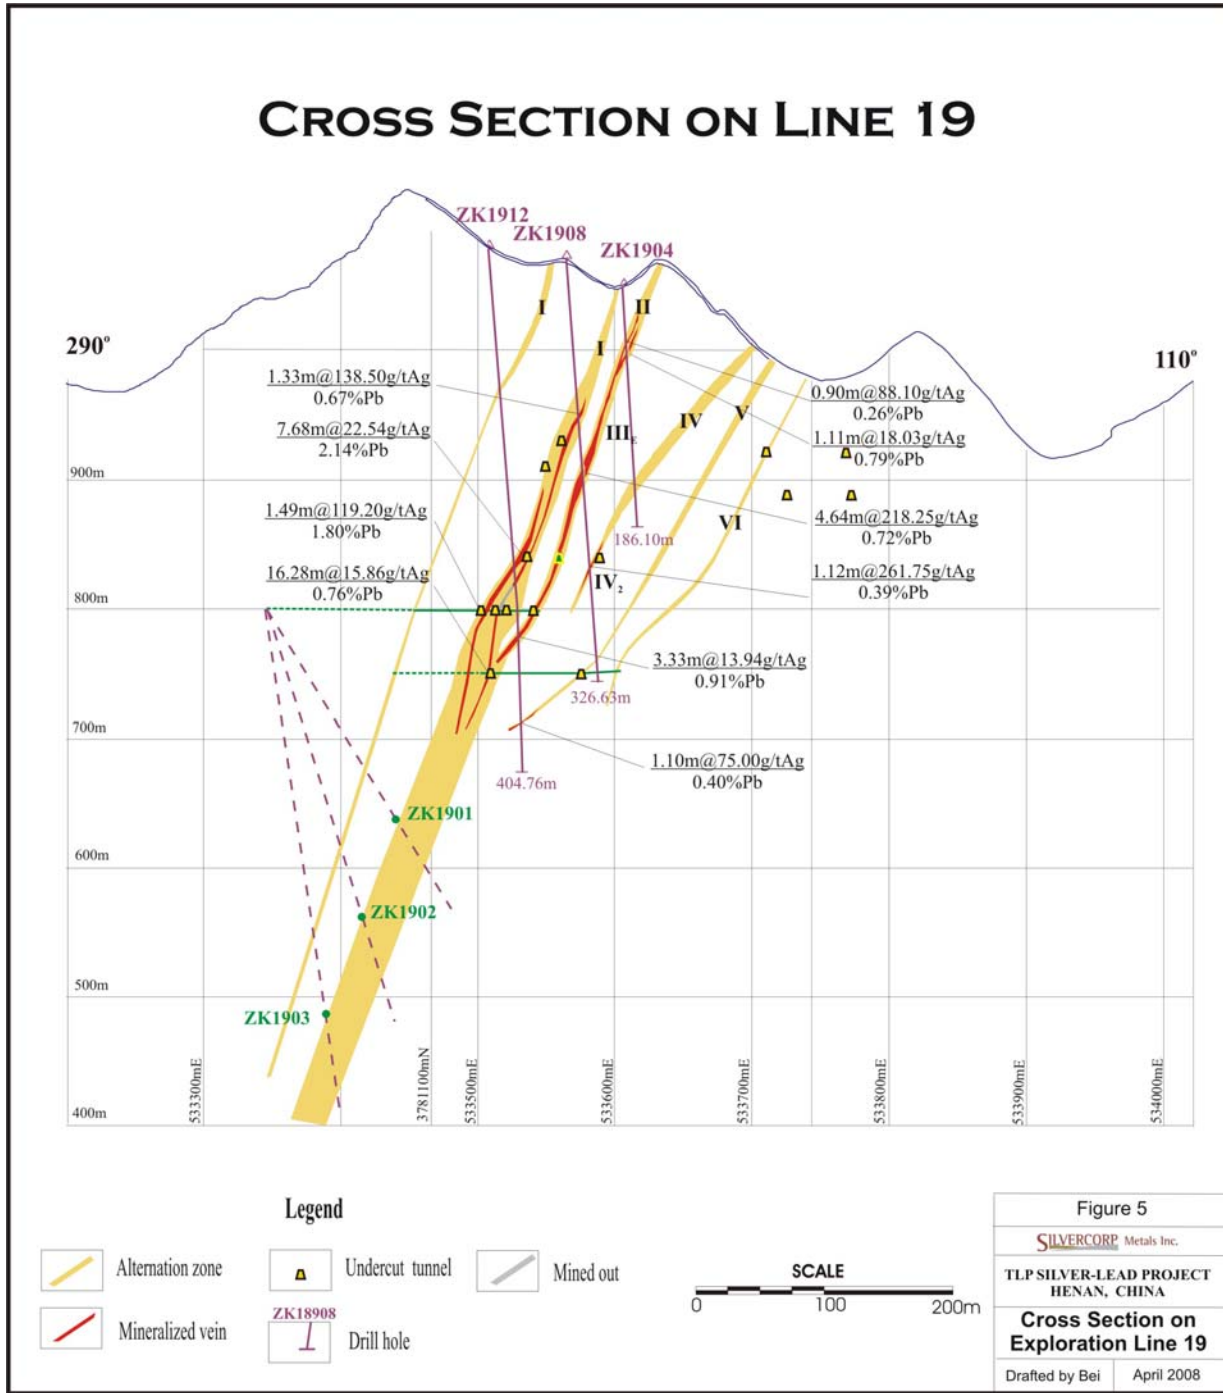 CROSS SECTION ON LINE 19
ZK1912
ZK1908
ZK1904
I
II
290°
I
110°
1.33m@138.50g/tAg
0.67%Pb
0.90m@88.10g/tAg
0.26%Pb
7.68m@22.54g/tAg
2.14%Pb
IIIE
IV
V
1.11m@18.03g/tAg
0.79%Pb
900m
1.49m@119.20g/tAg
1.80%Pb
VI
4.64m@218.25g/tAg
0.72%Pb
186.10m
16.28m@15.86g/tAg
0.76%Pb
IV2
1.12m@261.75g/tAg
0.39%Pb
800m
3.33m@13.94g/tAg
0.91%Pb
326.63m
700m
1.10m@75.00g/tAg
0.40%Pb
404.76m
ZK1901
600m
ZK1902
500m
ZK1903
400m
533300mE
3781100mN
533500mE
533600mE
533700mE
533800mE
533900mE
534000mE
Legend
Alternation zone
Undercut tunnel
Mined out
Mineralized vein
ZK18908
Drill hole
SCALE
0 100 200m
Figure 5
SILVERCORP Metals Inc.
TLP SILVER-LEAD PROJECT
HENAN, CHINA
Cross Section on
Exploration Line 19
Drafted by Bei April 2008